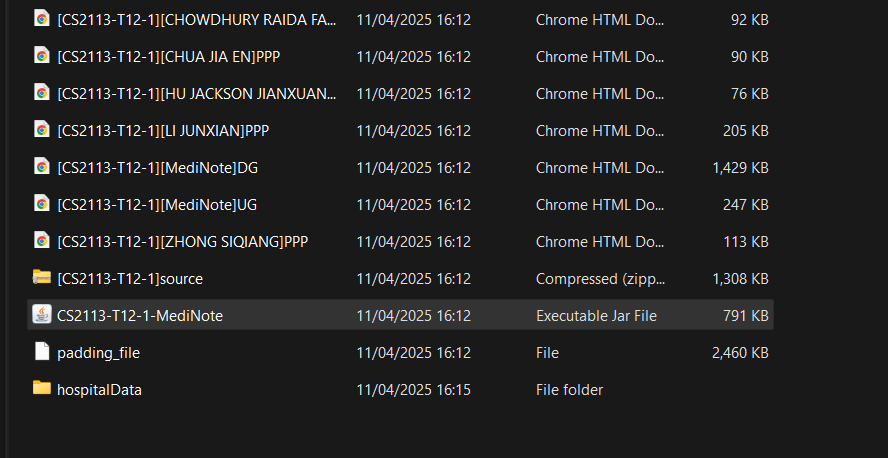 [CS2113-T12-1][CHOWDHURY RAIDA FA... 11/04/2025 16:12 Chrome HTML Do... 92 KB
[CS2113-T12-1][CHUA JIA EN]PPP 11/04/2025 16:12 Chrome HTML Do... 90 KB
[CS2113-T12-1][HU JACKSON JIANXUAN... 11/04/2025 16:12 Chrome HTML Do... 76 KB
[CS2113-T12-1][LI JUNXIAN]PPP 11/04/2025 16:12 Chrome HTML Do... 205 KB
[CS2113-T12-1][MediNote]DG 11/04/2025 16:12 Chrome HTML Do... 1,429 KB
[CS2113-T12-1][MediNote]UG 11/04/2025 16:12 Chrome HTML Do... 247 KB
[CS2113-T12-1][ZHONG SIQIANG]PPP 11/04/2025 16:12 Chrome HTML Do... 113 KB
[CS2113-T12-1]source 11/04/2025 16:12 Compressed (zipp... 1,308 KB
CS2113-T12-1-MediNote 11/04/2025 16:12 Executable Jar File 791 KB
padding_file 11/04/2025 16:12 File 2,460 KB
hospitalData 11/04/2025 16:15 File folder